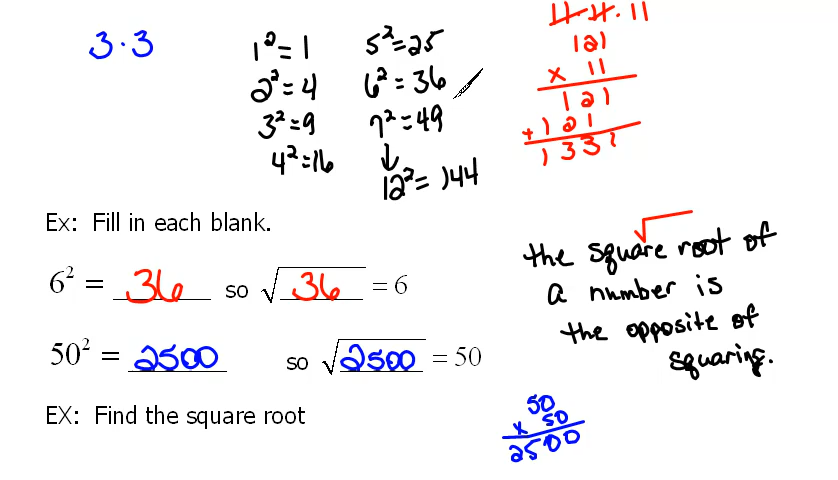 3 · 3
1² = 1
2² = 4
3² = 9
4² = 16
5² = 25
6² = 36
7² = 49
↓
12² = 144
11 · 11 · 11
121
× 11
121
+ 121
1331
Ex: Fill in each blank.
6² = 36 so √36 = 6
50² = 2500 so √2500 = 50
EX: Find the square root
√
the square root of
a number is
the opposite of
squaring.
50
× 50
2500